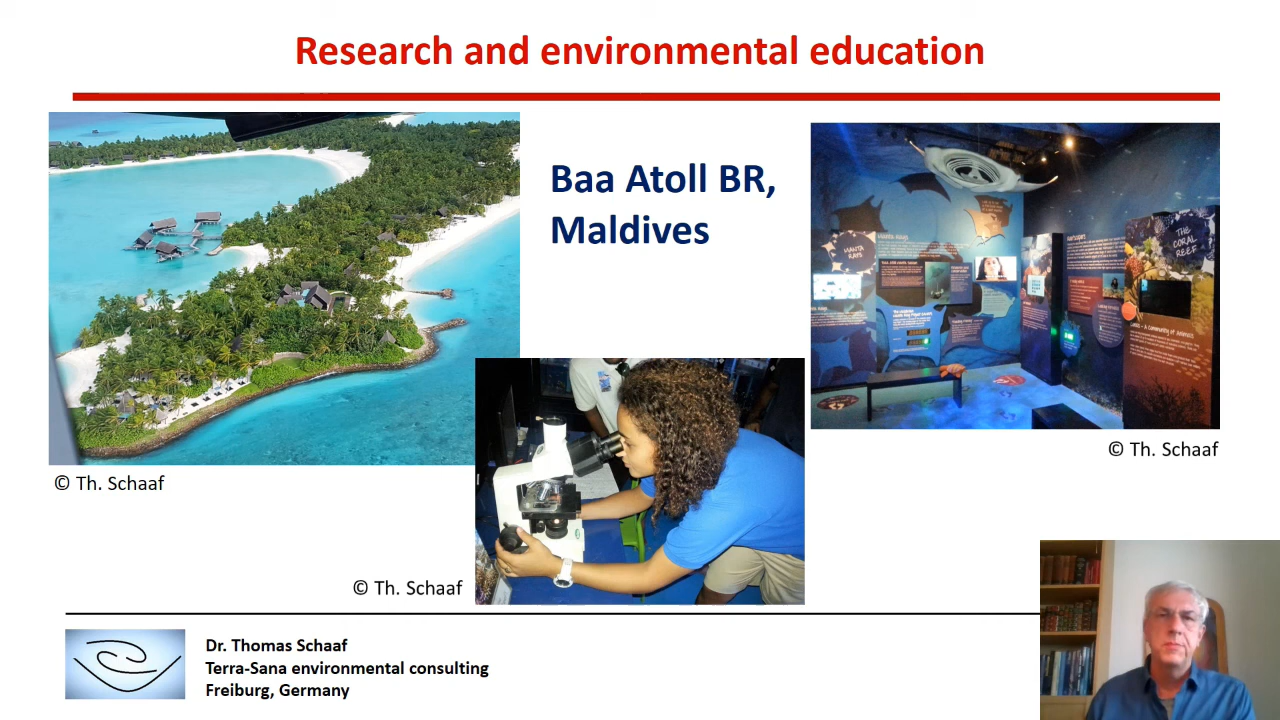 Research and environmental education
Baa Atoll BR,
Maldives
MANTA
RAYS
THE
CORAL
REEF
© Th. Schaaf
© Th. Schaaf
© Th. Schaaf
Dr. Thomas Schaaf
Terra-Sana environmental consulting
Freiburg, Germany